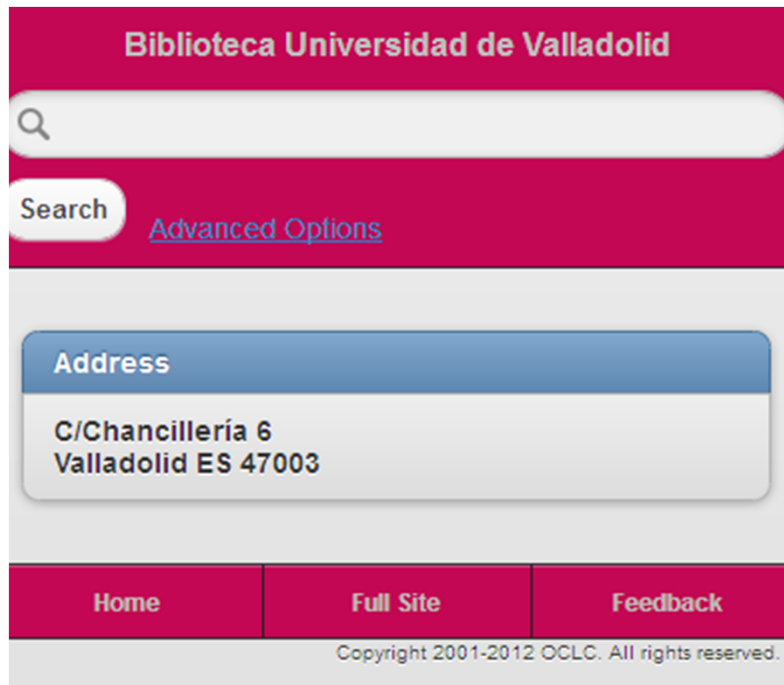 Biblioteca Universidad de Valladolid
Search
Advanced Options
Address
C/Chancillería 6
Valladolid ES 47003
Home
Full Site
Feedback
Copyright 2001-2012 OCLC. All rights reserved.